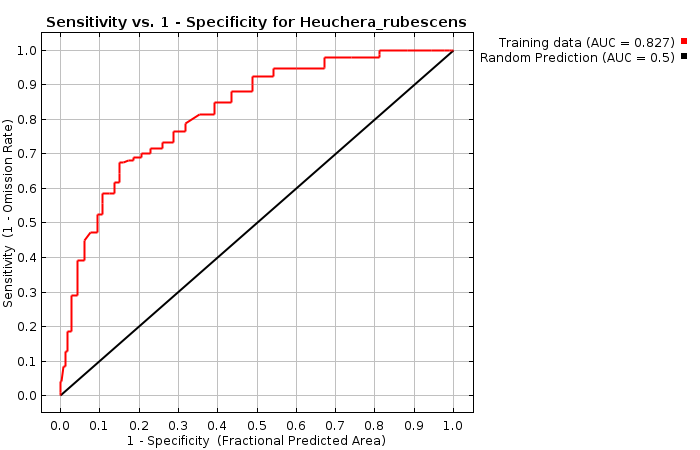 Sensitivity vs. 1 - Specificity for Heuchera_rubescens
Training data (AUC = 0.827)
Random Prediction (AUC = 0.5)
Sensitivity (1 - Omission Rate)
1.0
0.9
0.8
0.7
0.6
0.5
0.4
0.3
0.2
0.1
0.0
0.0 0.1 0.2 0.3 0.4 0.5 0.6 0.7 0.8 0.9 1.0
1 - Specificity (Fractional Predicted Area)